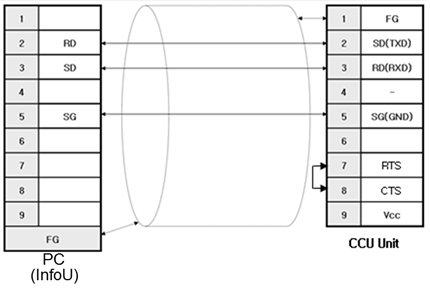 1
2 RD
3 SD
4
5 SG
6
7
8
9
FG
PC
(InfoU)
1 FG
2 SD(TXD)
3 RD(RXD)
4 -
5 SG(GND)
6
7 RTS
8 CTS
9 Vcc
CCU Unit